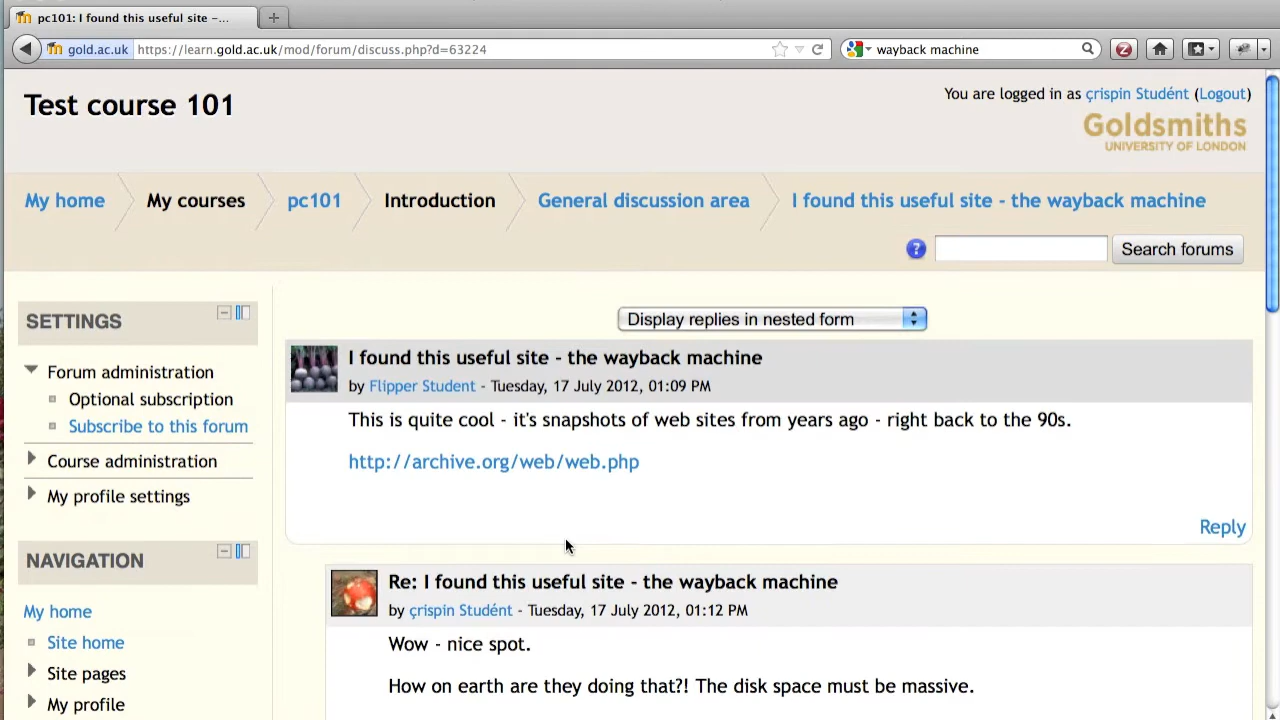 pc101: I found this useful site –...
gold.ac.uk https://learn.gold.ac.uk/mod/forum/discuss.php?d=63224 wayback machine
Test course 101
You are logged in as çrispin Studént (Logout)
Goldsmiths
UNIVERSITY OF LONDON
My home My courses pc101 Introduction General discussion area I found this useful site - the wayback machine
? Search forums
SETTINGS
Forum administration
Optional subscription
Subscribe to this forum
Course administration
My profile settings
NAVIGATION
My home
Site home
Site pages
My profile
Display replies in nested form
I found this useful site - the wayback machine
by Flipper Student - Tuesday, 17 July 2012, 01:09 PM
This is quite cool - it's snapshots of web sites from years ago - right back to the 90s.
http://archive.org/web/web.php
Reply
Re: I found this useful site - the wayback machine
by çrispin Studént - Tuesday, 17 July 2012, 01:12 PM
Wow - nice spot.
How on earth are they doing that?! The disk space must be massive.